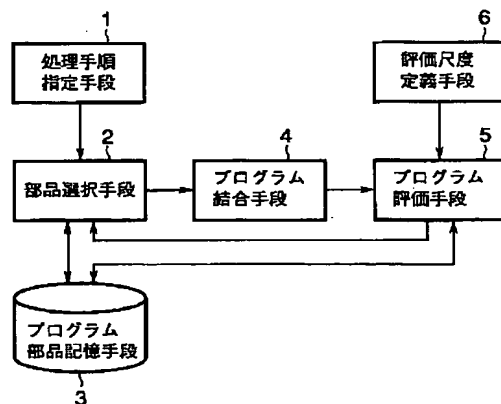 1
処理手順
指定手段
6
評価尺度
定義手段
2
部品選択手段
4
プログラム
結合手段
5
プログラム
評価手段
プログラム
部品記憶手段
3